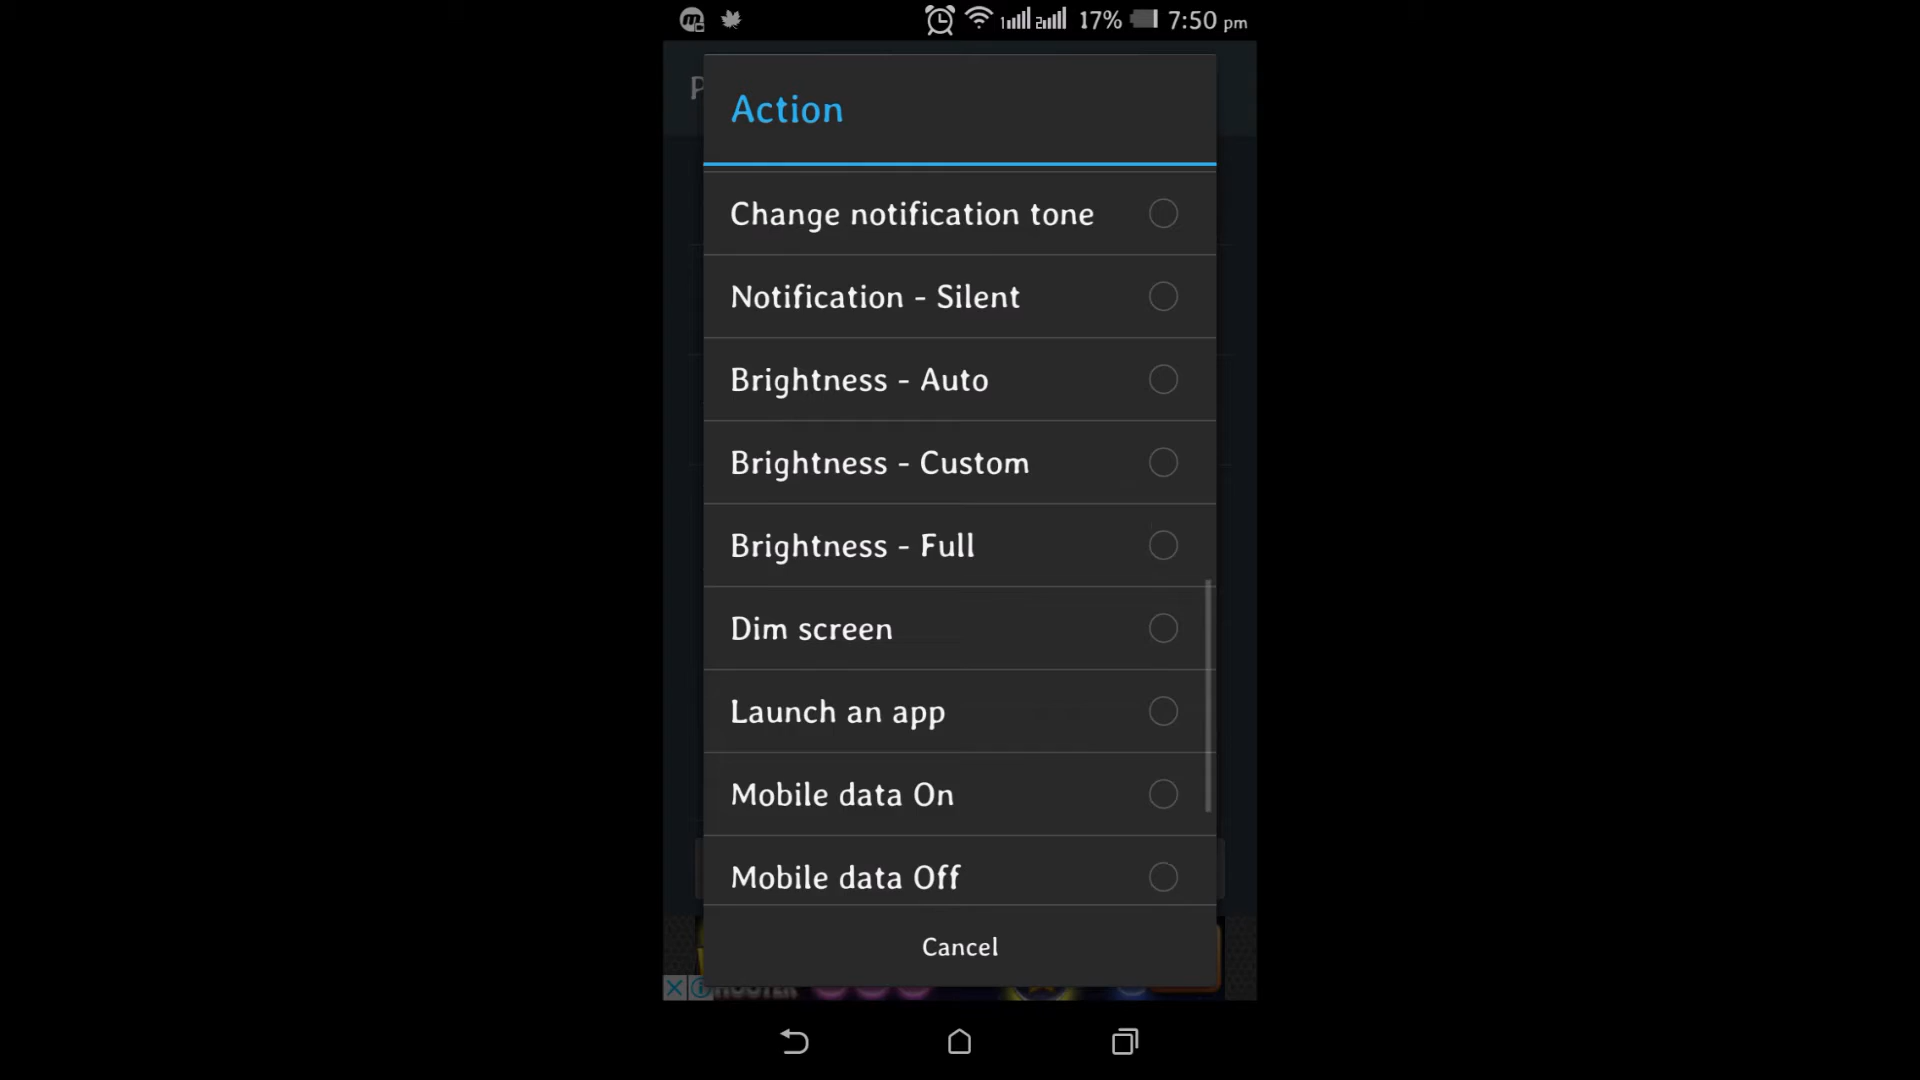 17% 7:50 pm
P
Action
Change notification tone
Notification - Silent
Brightness - Auto
Brightness - Custom
Brightness - Full
Dim screen
Launch an app
Mobile data On
Mobile data Off
Cancel